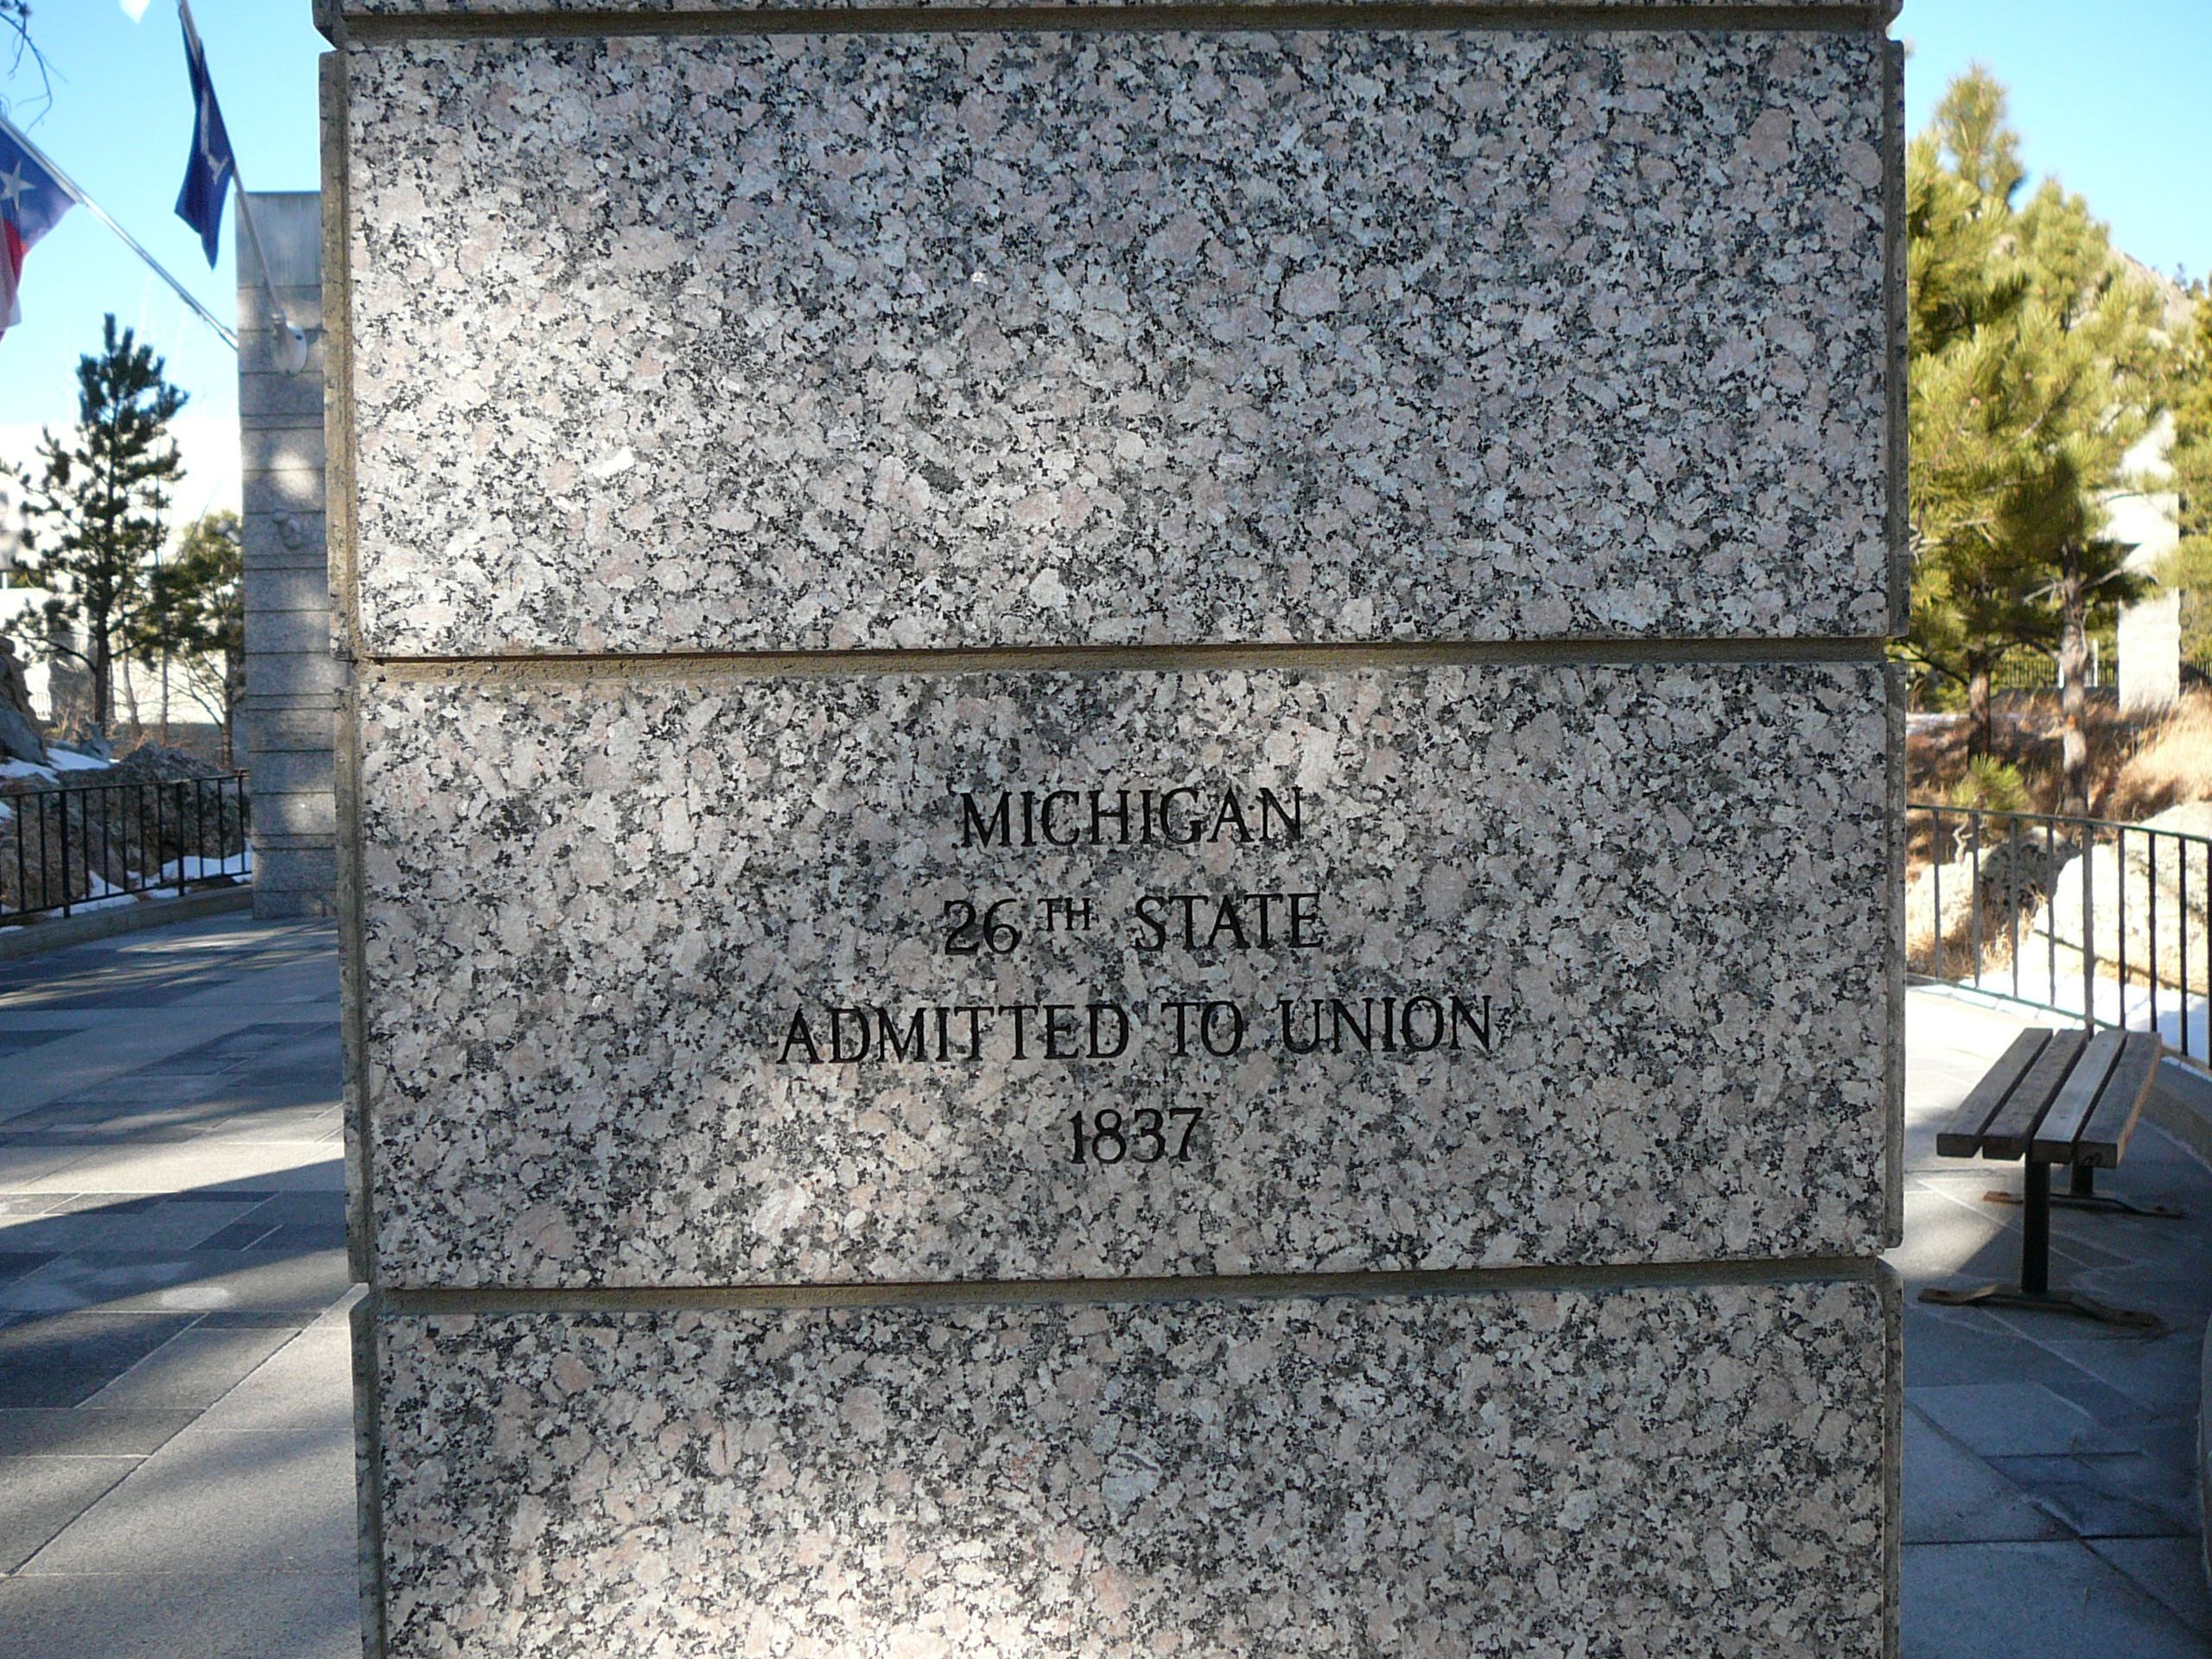 MICHIGAN
26TH STATE
ADMITTED TO UNION
1837